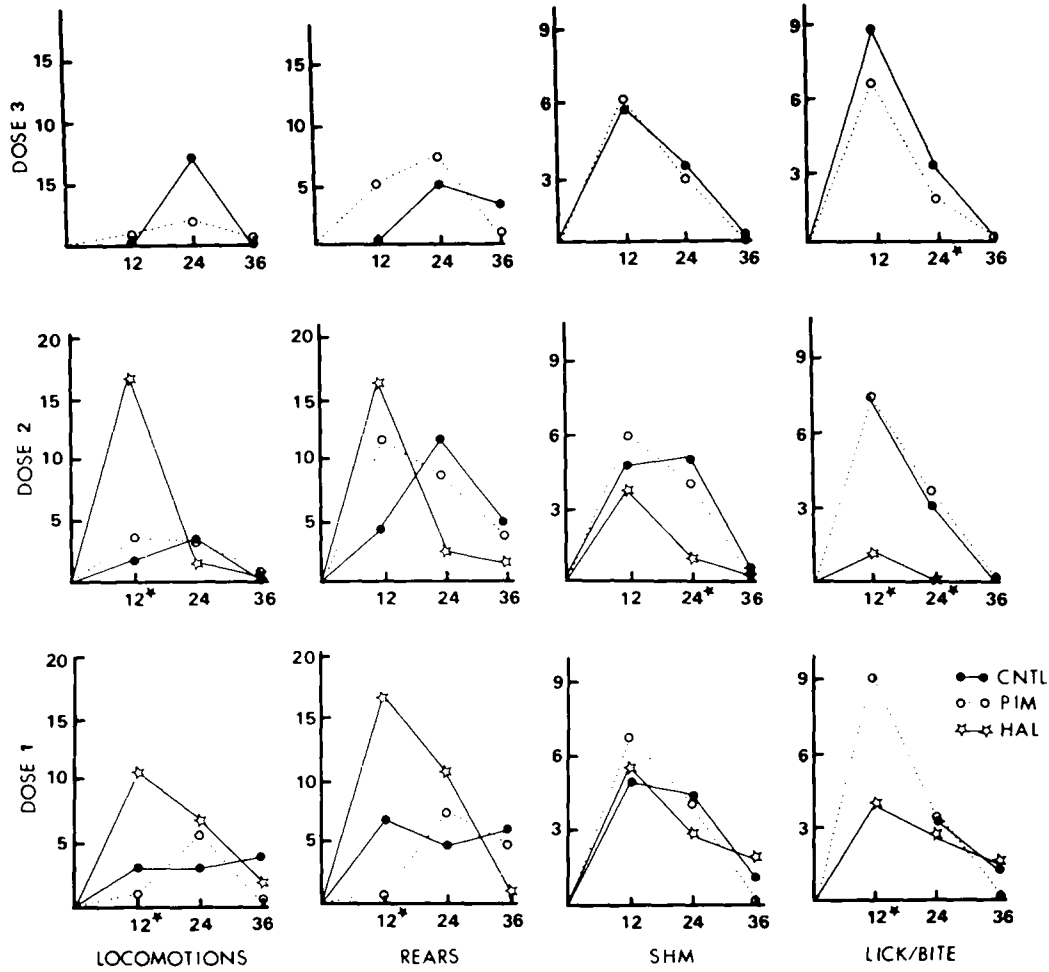 15 15 9 9
DOSE 3
10 10 6 6
15 5 3 3
12 24 36 12 24 36 12 24 36 12 24* 36
20 20 9 9
DOSE 2
15 15 6 6
10 10 3 3
5 5
12* 24 36 12 24 36 12 24* 36 12* 24* 36
20 20 9 9
CNTL
PIM
HAL
DOSE 1
15 15 6 6
10 10 3 3
5 5
12* 24 36 12* 24 36 12 24 36 12* 24 36
LOCOMOTIONS REARS SHM LICK/BITE